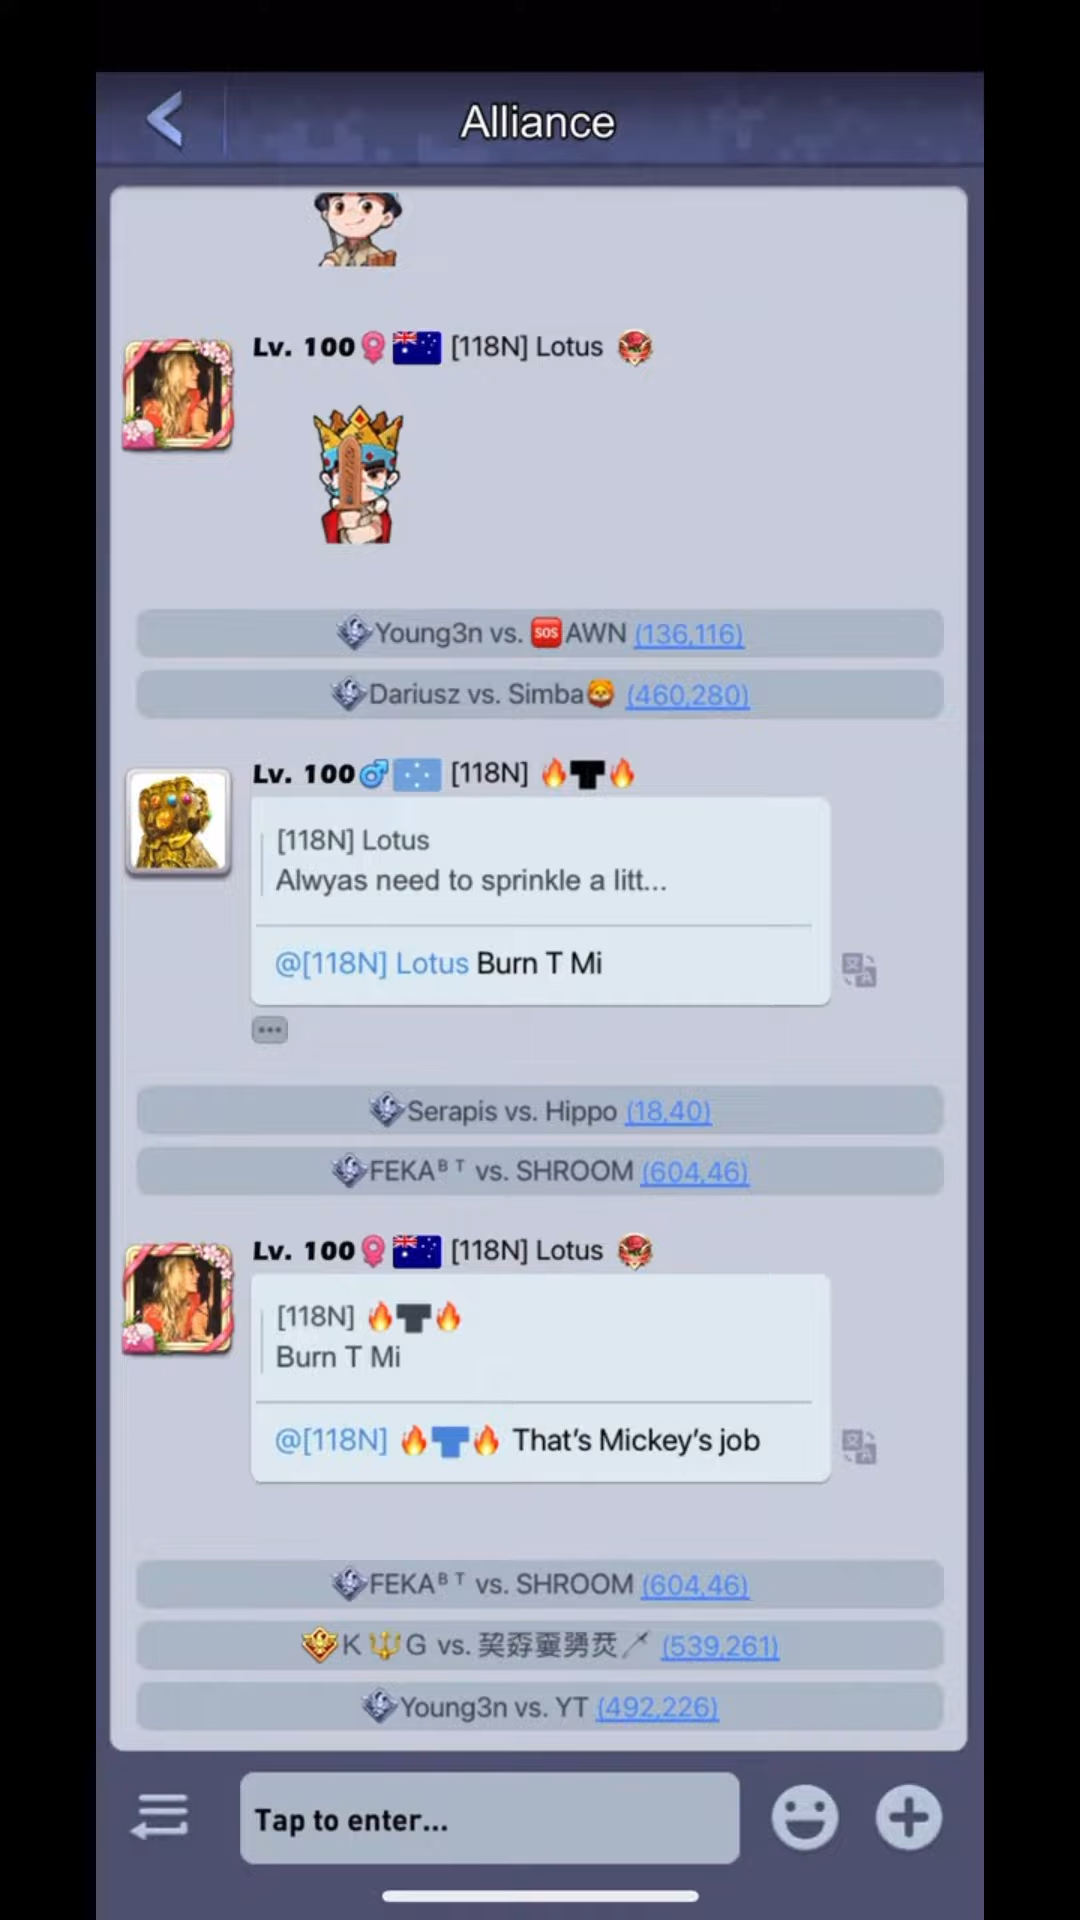 Alliance
Lv. 100 [118N] Lotus
Young3n vs. 🆘AWN (136,116)
Dariusz vs. Simba🦁 (460,280)
Lv. 100 [118N] 🔥🔥
[118N] Lotus
Alwyas need to sprinkle a litt...
@[118N] Lotus Burn T Mi
Serapis vs. Hippo (18,40)
FEKAᴮ ᵀ vs. SHROOM (604,46)
Lv. 100 [118N] Lotus
[118N] 🔥🔥
Burn T Mi
@[118N] 🔥🔥 That's Mickey's job
FEKAᴮ ᵀ vs. SHROOM (604,46)
K🔱G vs. (539,261)
Young3n vs. YT (492,226)
Tap to enter...